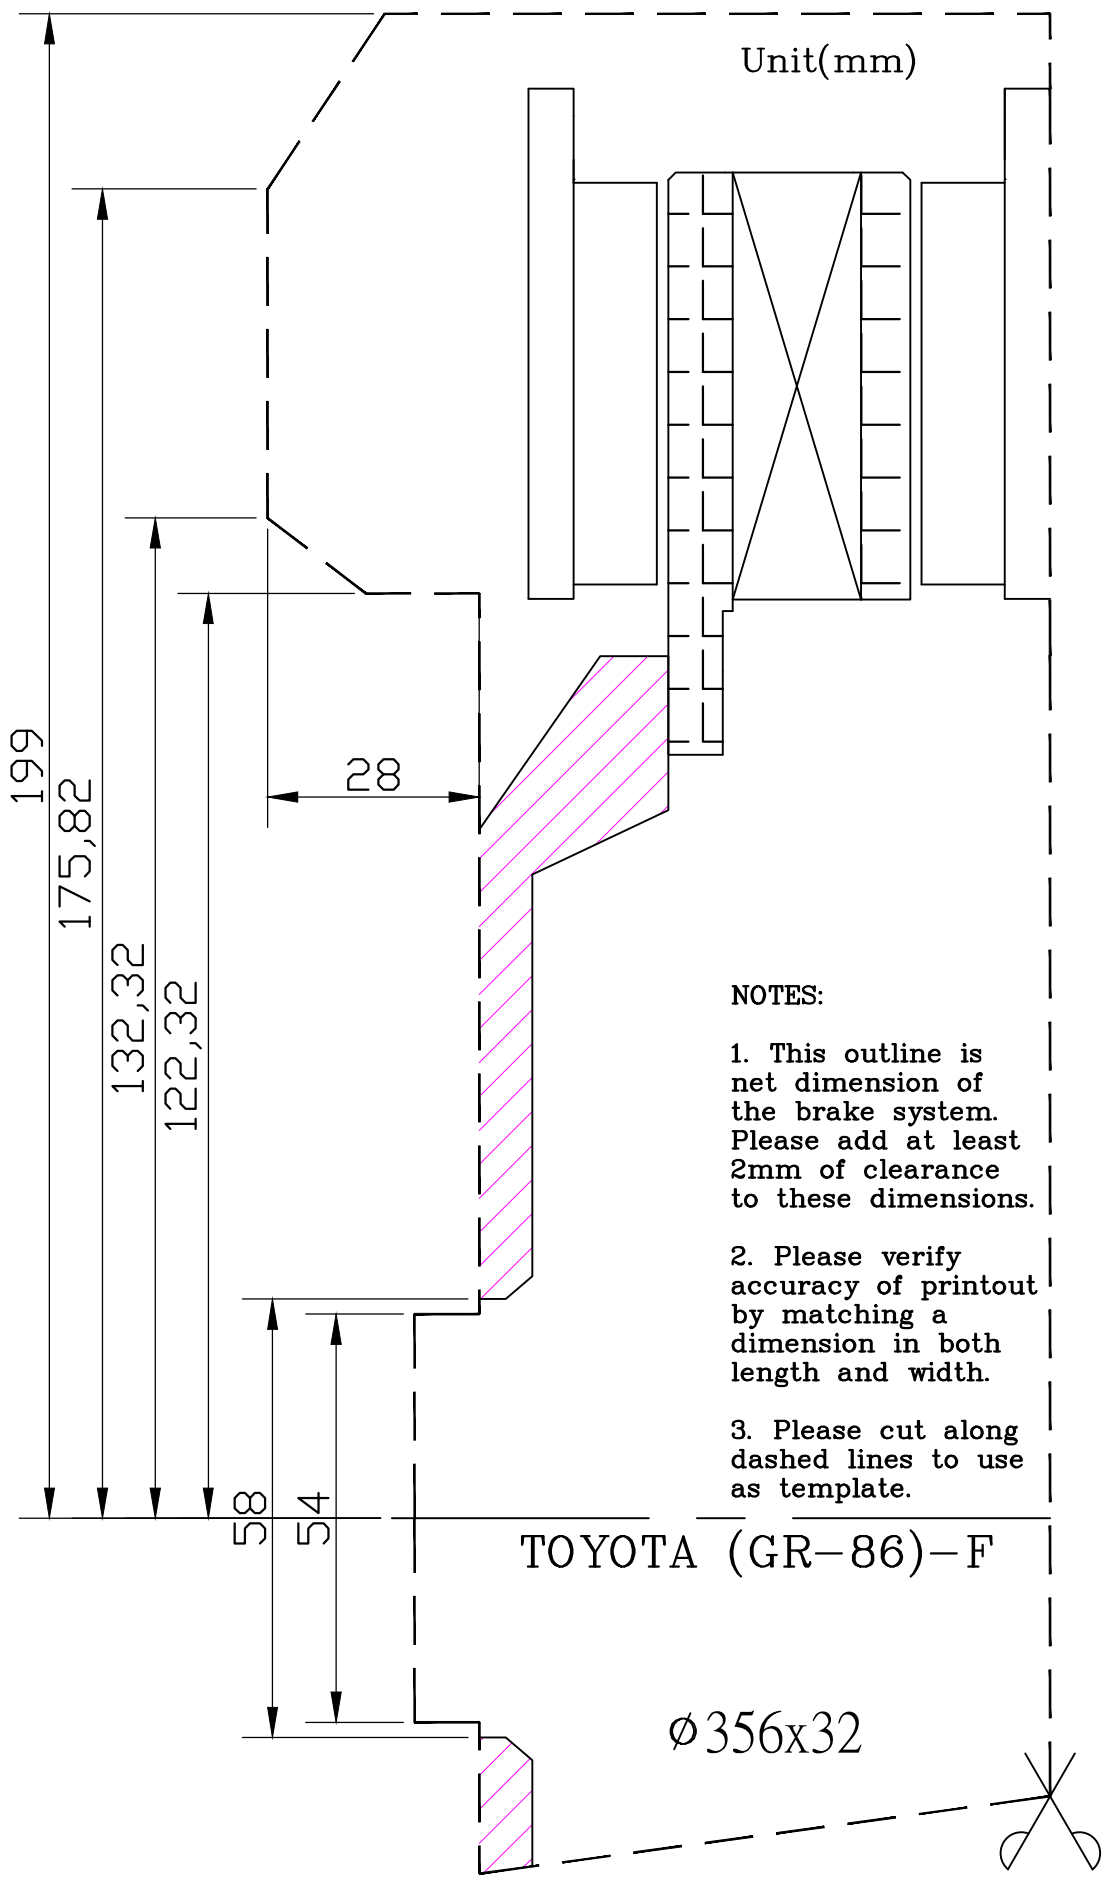 Unit(mm)
199
175,82
132,32
122,32
28
58
54
NOTES:
1. This outline is
net dimension of
the brake system.
Please add at least
2mm of clearance
to these dimensions.
2. Please verify
accuracy of printout
by matching a
dimension in both
length and width.
3. Please cut along
dashed lines to use
as template.
TOYOTA (GR-86)-F
ø356x32